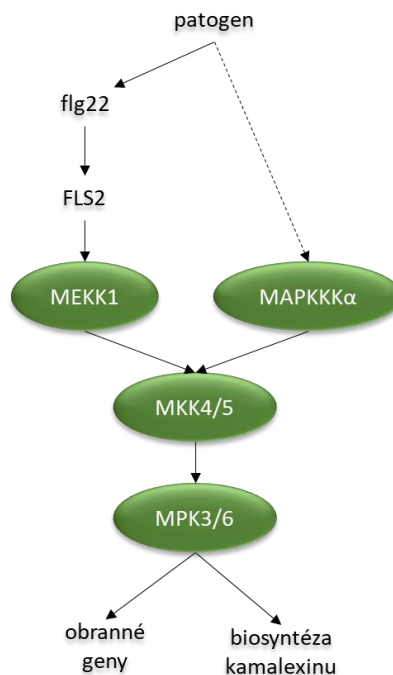 patogen
flg22
FLS2
MEKK1
MAPKKKα
MKK4/5
MPK3/6
obranné
geny
biosyntéza
kamalexinu